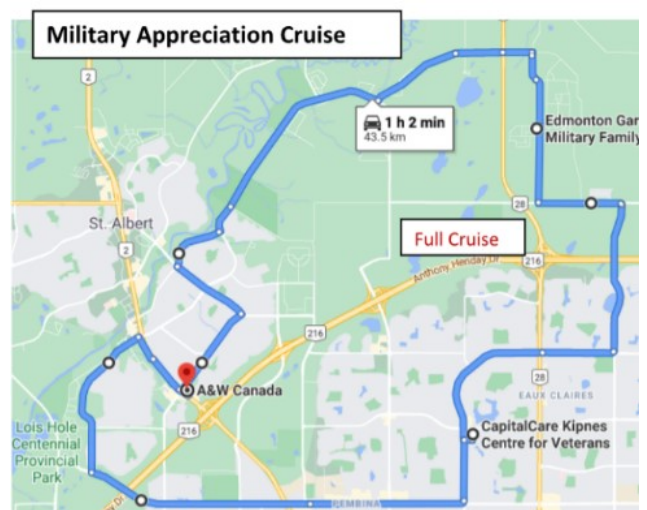 Military Appreciation Cruise
2
1 h 2 min
43.5 km
Edmonton Gar
Military Family
28
St. Albert
2
Full Cruise
216
Anthony Henday Dr
216
A&W Canada
28
EAUX CLAIRES
216
CapitalCare Kipnes
Centre for Veterans
Lois Hole
Centennial
Provincial
Park
Dr
PEMBINA